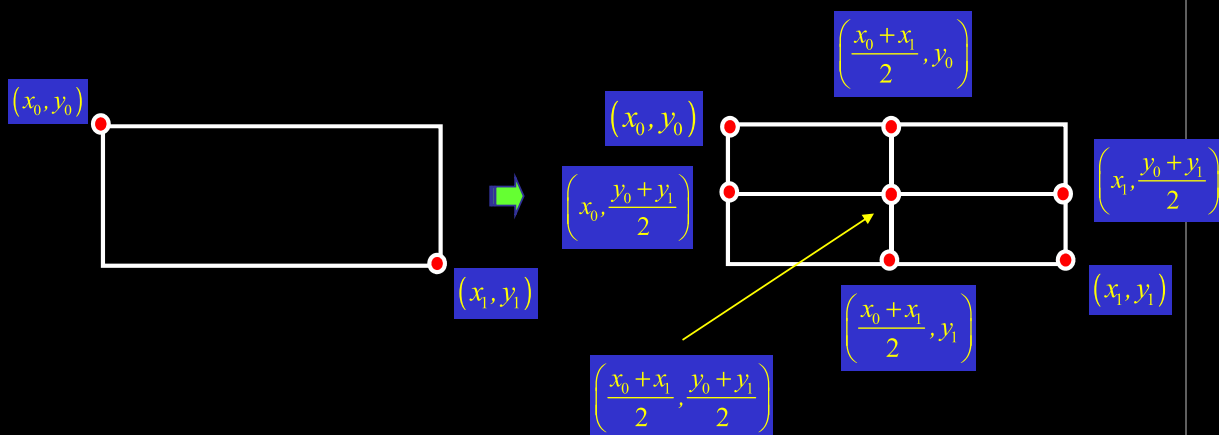 (x₀, y₀)
(x₁, y₁)
((x₀ + x₁)/2, y₀)
(x₀, y₀)
(x₀, (y₀ + y₁)/2)
(x₁, (y₀ + y₁)/2)
(x₁, y₁)
((x₀ + x₁)/2, y₁)
((x₀ + x₁)/2, (y₀ + y₁)/2)